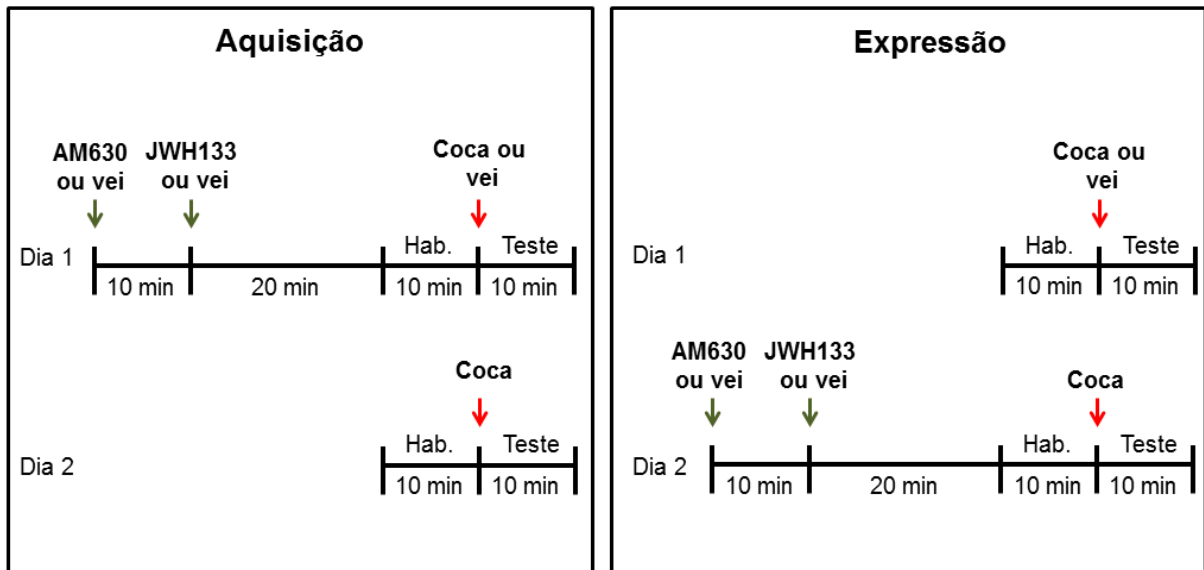 Aquisição
AM630
ou vei
JWH133
ou vei
Coca ou
vei
Dia 1
Hab.
Teste
10 min
20 min
10 min
10 min
Coca
Dia 2
Hab.
Teste
10 min
10 min
Expressão
Coca ou
vei
Dia 1
Hab.
Teste
10 min
10 min
AM630
ou vei
JWH133
ou vei
Coca
Dia 2
Hab.
Teste
10 min
20 min
10 min
10 min